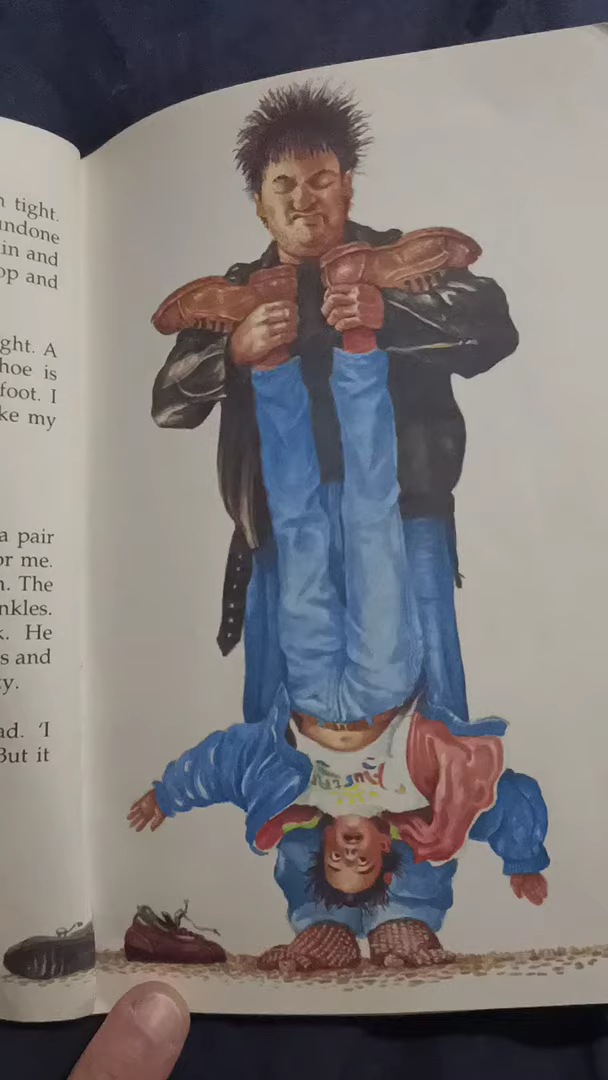 tight.
undone
in and
op and
ght. A
hoe is
foot. I
ke my
a pair
or me.
n. The
nkles.
k. He
s and
ty.
ad. 'I
But it